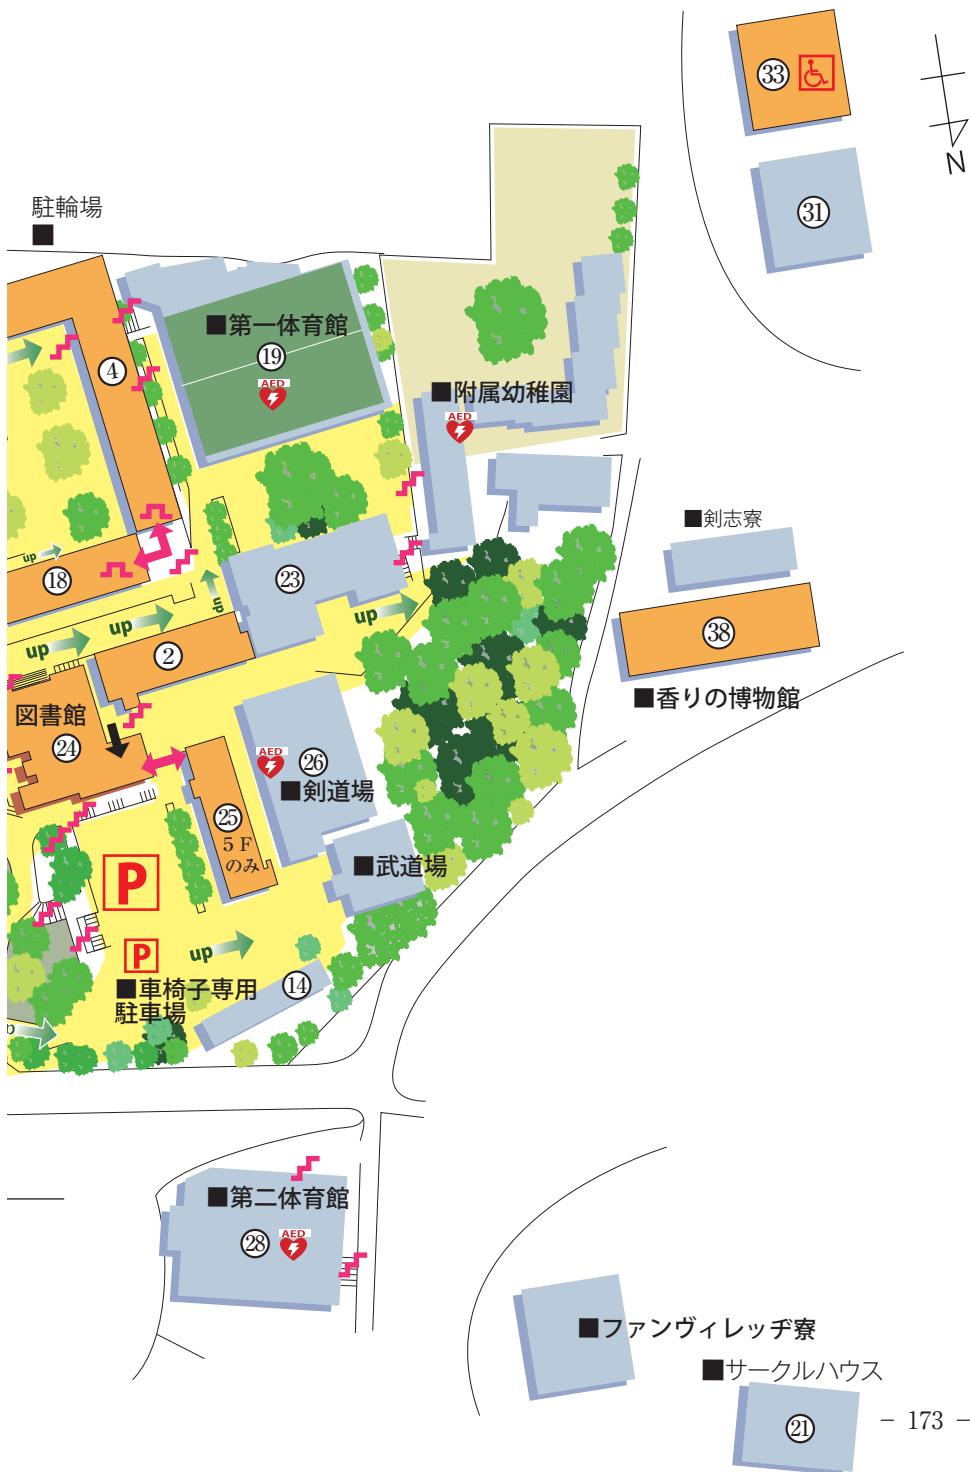 33
N
31
駐輪場
■
■第一体育館
19
AED
4
■附属幼稚園
AED
■剣志寮
up
18
23
up
38
up
up
up
2
■香りの博物館
図書館
24
AED
26
■剣道場
25
5F
のみ
■武道場
P
up
P
■車椅子専用
駐車場
14
p
■第二体育館
28
AED
■ファンヴィレッヂ寮
■サークルハウス
21
– 173 –